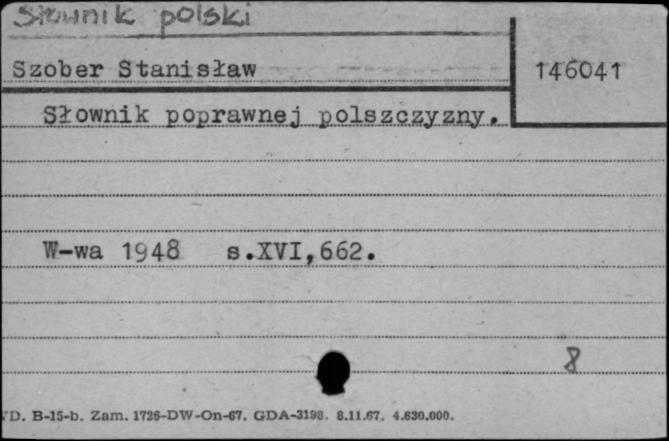 Słownik polski
Szober Stanisław
146041
Słownik poprawnej polszczyzny.
W-wa 1948 s.XVI,662.
8
D. B-15-b. Zam. 1726-DW-On-67. GDA-3198. 8.11.67. 4.630.000.